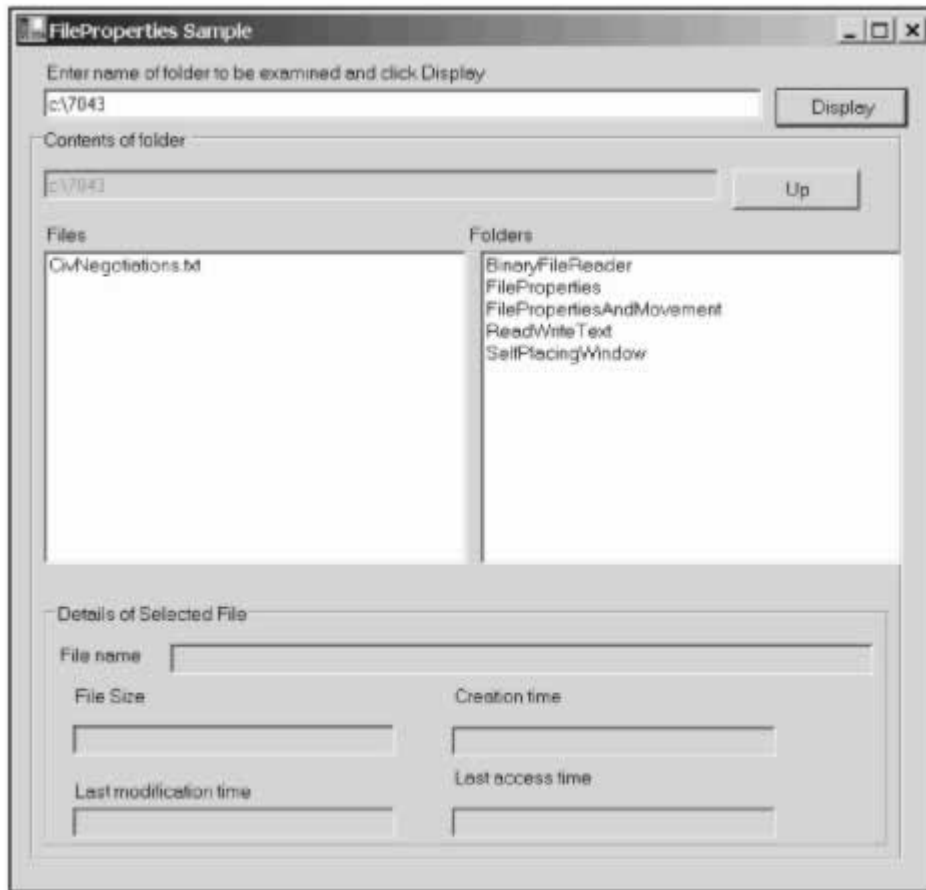 FileProperties Sample
Enter name of folder to be examined and click Display
c:\7043
Display
Contents of folder
c:\7043
Up
Files
Folders
CivNegotiations.txt
BinaryFileReader
FileProperties
FilePropertiesAndMovement
ReadWriteText
SelfPlacingWindow
Details of Selected File
File name
File Size
Creation time
Last modification time
Last access time